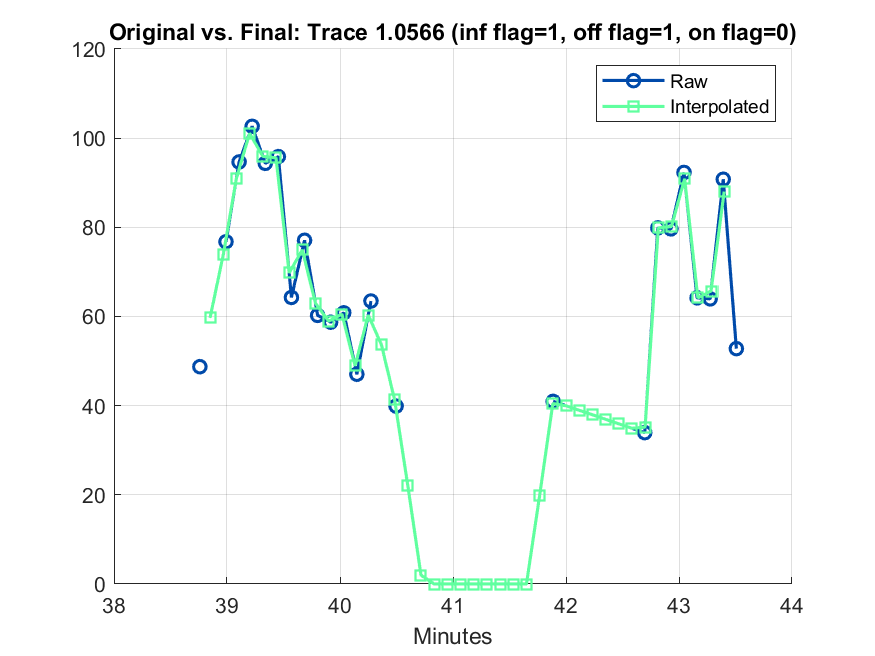 Original vs. Final: Trace 1.0566 (inf flag=1, off flag=1, on flag=0)
120
100
80
60
40
20
0
Raw
Interpolated
38 39 40 41 42 43 44
Minutes